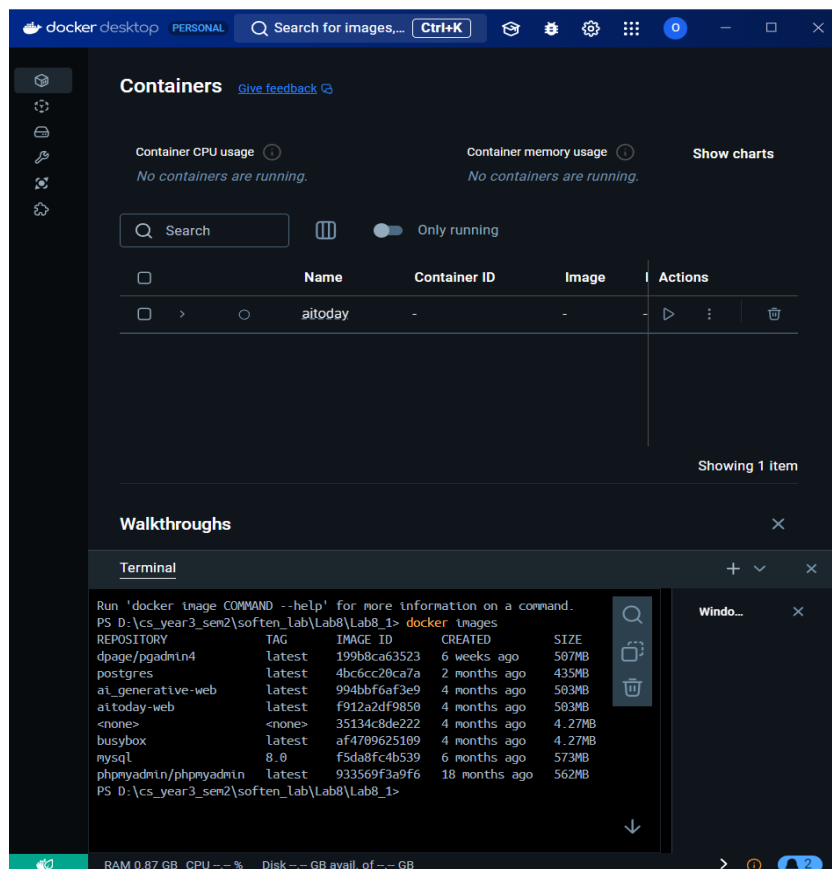 docker desktop PERSONAL Search for images,... Ctrl+K O
Containers Give feedback
Container CPU usage Container memory usage Show charts
No containers are running. No containers are running.
Search Only running
Name Container ID Image Actions
aitoday - - -
Showing 1 item
Walkthroughs
Terminal
Run 'docker image COMMAND --help' for more information on a command.
Windo...
PS D:\cs_year3_sem2\soften_lab\Lab8\Lab8_1> docker images
REPOSITORY TAG IMAGE ID CREATED SIZE
dpage/pgadmin4 latest 199b8ca63523 6 weeks ago 507MB
postgres latest 4bc6cc20ca7a 2 months ago 435MB
ai_generative-web latest 994bbf6af3e9 4 months ago 503MB
aitoday-web latest f912a2df9850 4 months ago 503MB
<none> <none> 35134c8de222 4 months ago 4.27MB
busybox latest af4709625109 4 months ago 4.27MB
mysql 8.0 f5da8fc4b539 6 months ago 573MB
phpmyadmin/phpmyadmin latest 933569f3a9f6 18 months ago 562MB
PS D:\cs_year3_sem2\soften_lab\Lab8\Lab8_1>
RAM 0.87 GB CPU --.-- % Disk --.-- GB avail. of --.-- GB 2